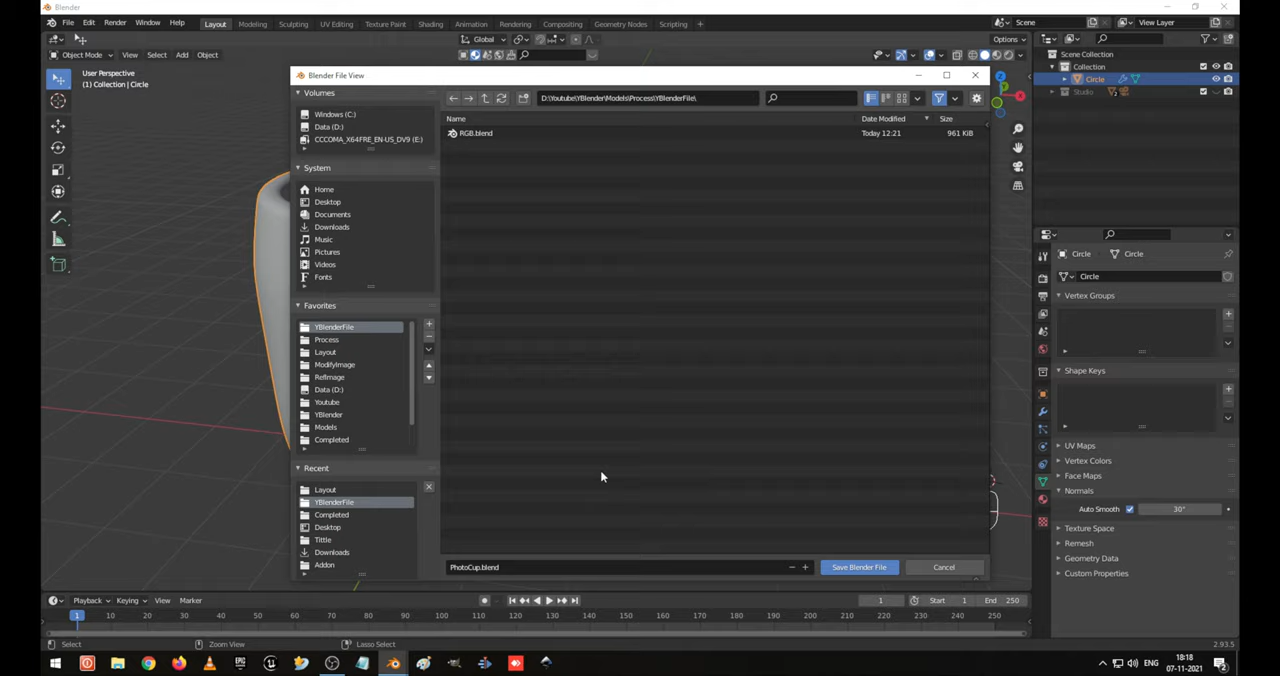 Blender
File Edit Render Window Help Layout Modeling Sculpting UV Editing Texture Paint Shading Animation Rendering Compositing Geometry Nodes Scripting + Scene View Layer
Global Options
Object Mode View Select Add Object
User Perspective
(1) Collection | Circle
Scene Collection
Collection
Circle
Studio
Blender File View
Volumes
Windows (C:)
Data (D:)
CCCOMA_X64FRE_EN-US_DV9 (E:)
System
Home
Desktop
Documents
Downloads
Music
Pictures
Videos
Fonts
Favorites
YBlenderFile
Process
Layout
ModifyImage
RefImage
Data (D:)
Youtube
YBlender
Models
Completed
Recent
Layout
YBlenderFile
Completed
Desktop
Tittle
Downloads
Addon
D:\Youtube\YBlender\Models\Process\YBlenderFile\
Name Date Modified Size
RGB.blend Today 12:21 961 KiB
PhotoCup.blend Save Blender File Cancel
Circle Circle
Circle
Vertex Groups
Shape Keys
UV Maps
Vertex Colors
Face Maps
Normals
Auto Smooth 30°
Texture Space
Remesh
Geometry Data
Custom Properties
Playback Keying View Marker 1 Start 1 End 250
1 10 20 30 40 50 60 70 80 90 100 110 120 130 140 150 160 170 180 190 200 210 220 230 240 250
Select Zoom View Lasso Select 2.93.5
ENG 18:18
07-11-2021
2